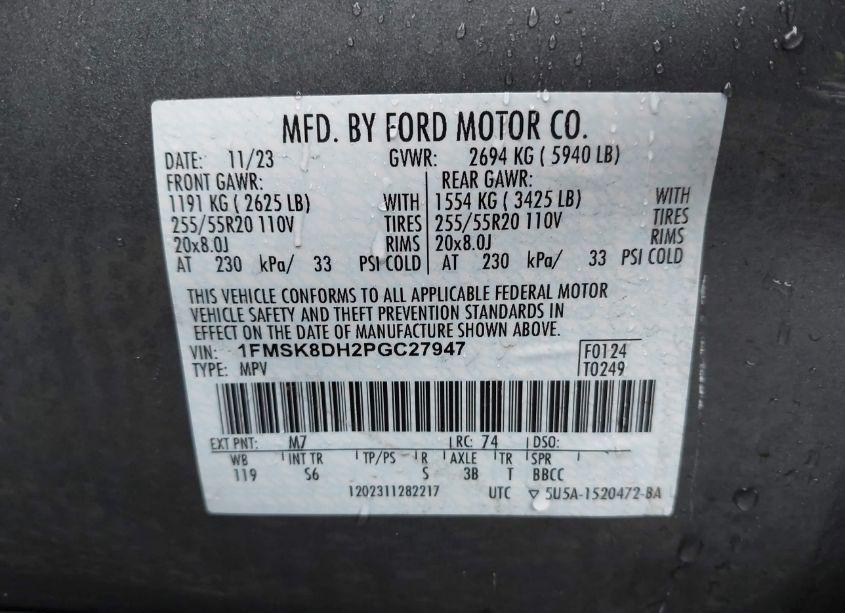 MFD. BY FORD MOTOR CO.
DATE: 11/23 GVWR: 2694 KG ( 5940 LB)
FRONT GAWR: REAR GAWR:
1191 KG ( 2625 LB) WITH 1554 KG ( 3425 LB) WITH
255/55R20 110V TIRES 255/55R20 110V TIRES
20x8.0J RIMS 20x8.0J RIMS
AT 230 kPa/ 33 PSI COLD AT 230 kPa/ 33 PSI COLD
THIS VEHICLE CONFORMS TO ALL APPLICABLE FEDERAL MOTOR
VEHICLE SAFETY AND THEFT PREVENTION STANDARDS IN
EFFECT ON THE DATE OF MANUFACTURE SHOWN ABOVE.
VIN: 1FMSK8DH2PGC27947 F0124
TYPE: MPV T0249
EXT PNT: M7 RC: 74 DSO:
WB INT TR TP/PS R AXLE TR SPR
119 S6 S 3B T BBCC
1202311282217 UTC ▽ 5U5A-1520472-BA